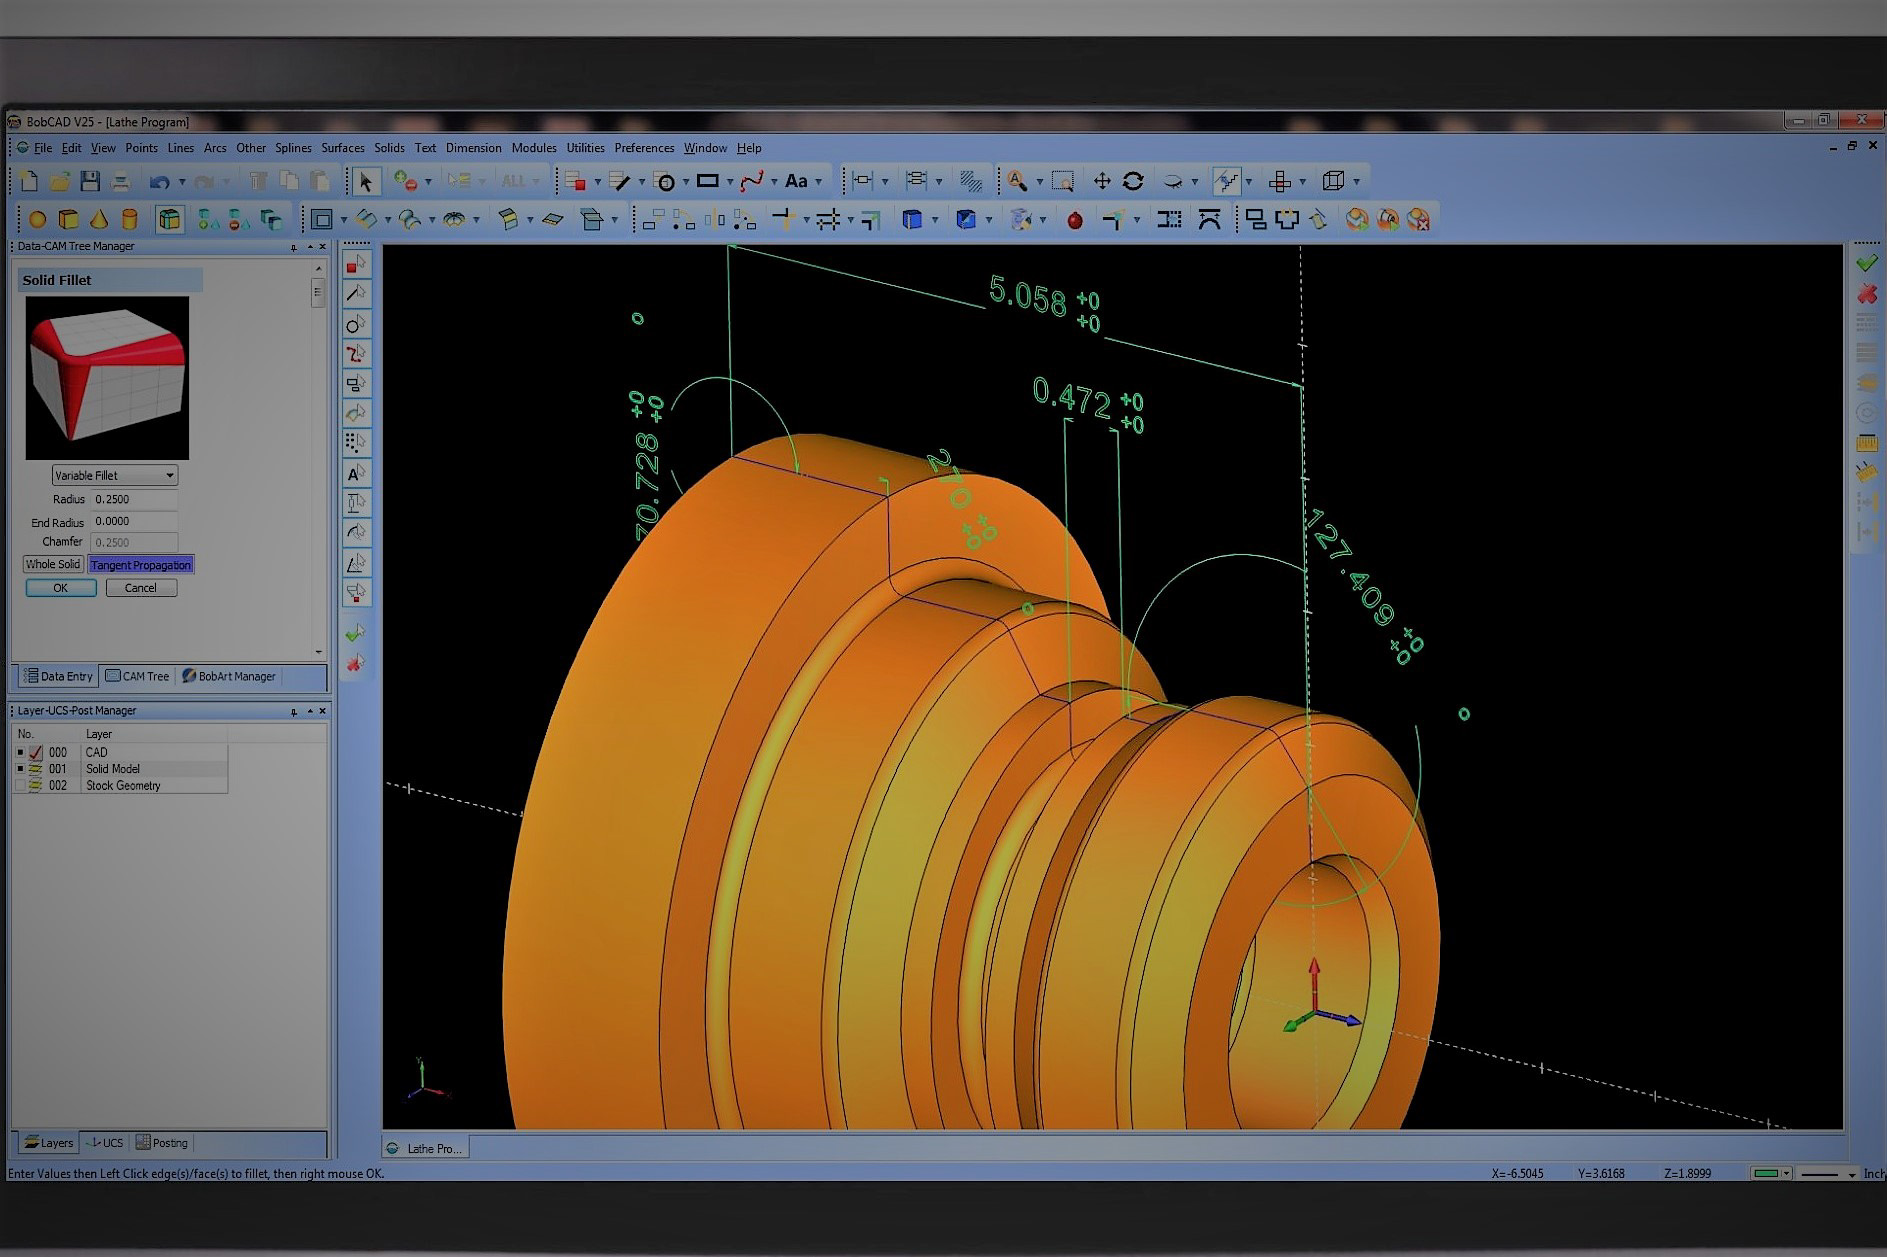 BobCAD V25 - [Lathe Program]
File Edit View Points Lines Arcs Other Splines Surfaces Solids Text Dimension Modules Utilities Preferences Window Help
ALL
Aa
A
Data-CAM Tree Manager
Solid Fillet
Variable Fillet
Radius 0.2500
End Radius 0.0000
Chamfer 0.2500
Whole Solid Tangent Propagation
OK Cancel
Data Entry CAM Tree BobArt Manager
Layer-UCS-Post Manager
No. Layer
000 CAD
001 Solid Model
002 Stock Geometry
Layers UCS Posting
A
5.058 +0 +0
0.472 +0 +0
70.728 +0 +0
270 +0 +0
127.409 +0 +0
Lathe Pro...
Enter Values then Left Click edge(s)/face(s) to fillet, then right mouse OK.
X=-6.5045 Y=3.6168 Z=1.8999 Inch